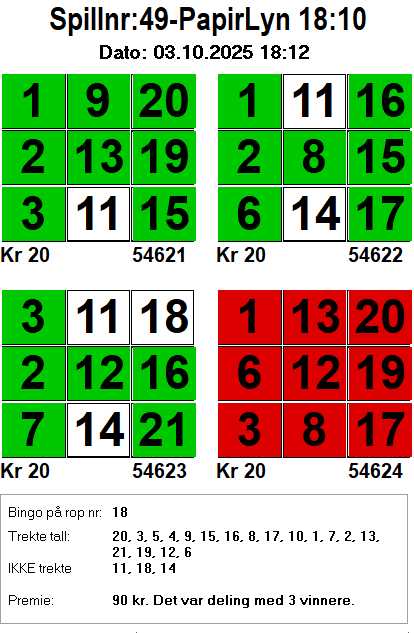 Spillnr:49-PapirLyn 18:10
Dato: 03.10.2025 18:12
1 9 20 1 11 16
2 13 19 2 8 15
3 11 15 6 14 17
Kr 20 54621 Kr 20 54622
3 11 18 1 13 20
2 12 16 6 12 19
7 14 21 3 8 17
Kr 20 54623 Kr 20 54624
Bingo på rop nr: 18
Trekte tall: 20, 3, 5, 4, 9, 15, 16, 8, 17, 10, 1, 7, 2, 13,
21, 19, 12, 6
IKKE trekte 11, 18, 14
Premie: 90 kr. Det var deling med 3 vinnere.